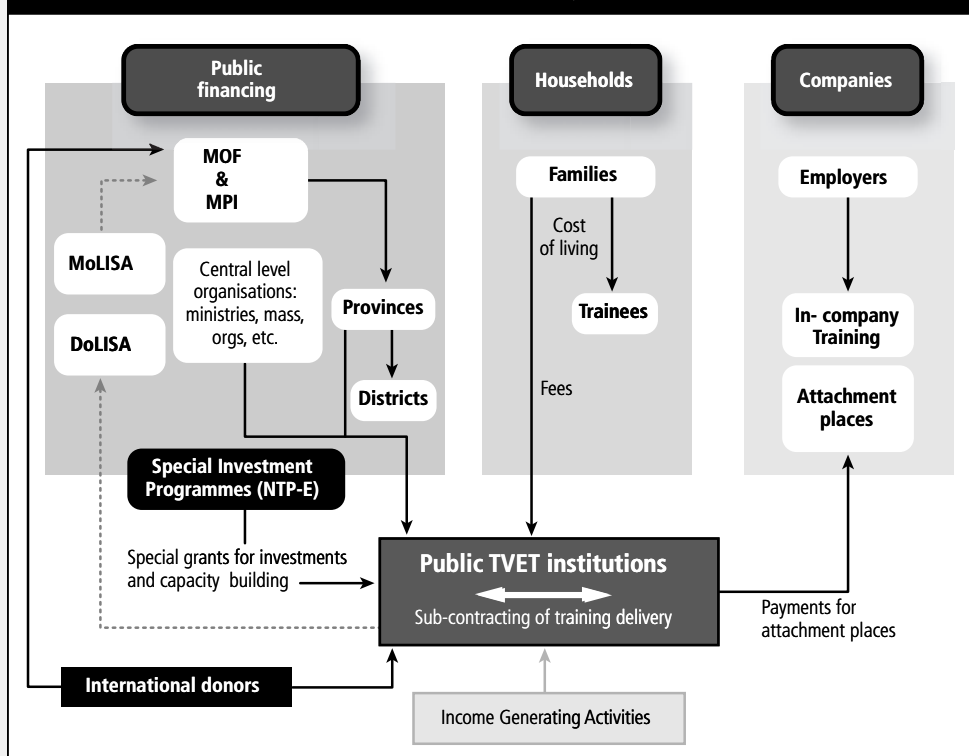 Public
financing
Households
Companies
MOF
&
MPI
MoLISA
DoLISA
Central level
organisations:
ministries, mass,
orgs, etc.
Provinces
Districts
Special Investment
Programmes (NTP-E)
Special grants for investments
and capacity building
Families
Cost
of living
Trainees
Fees
Employers
In- company
Training
Attachment
places
Public TVET institutions
Sub-contracting of training delivery
Payments for
attachment places
International donors
Income Generating Activities